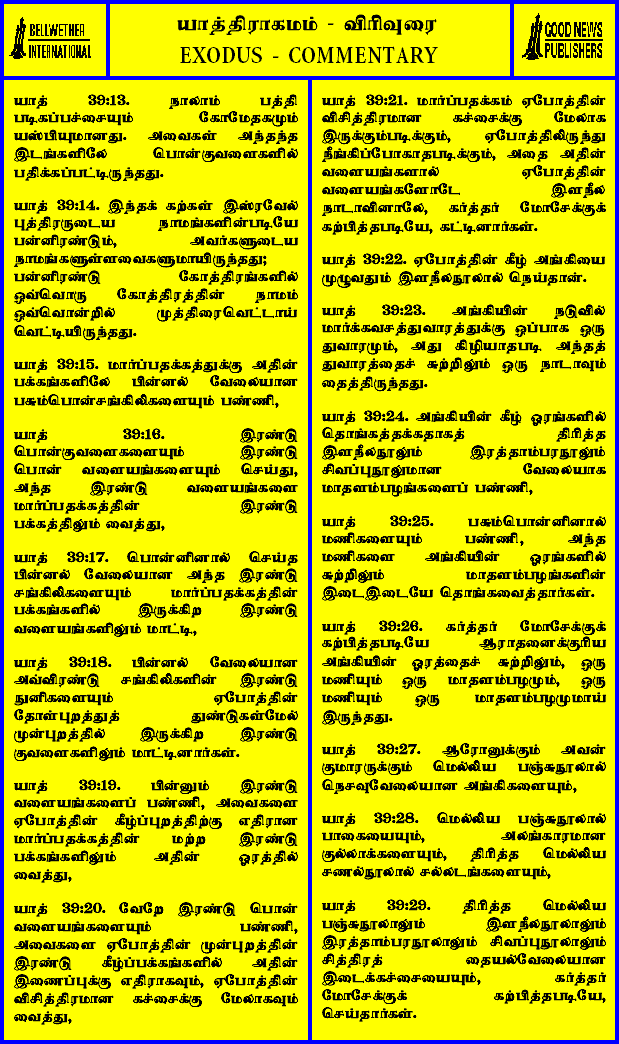 BELLWETHER
INTERNATIONAL
யாத்திராகமம் - விரிவுரை
EXODUS - COMMENTARY
GOOD NEWS
PUBLISHERS
யாத் 39:13. நாலாம் பத்தி
படிகப்பச்சையும் கோமேதகமும்
யஸ்பியுமானது. அவைகள் அந்தந்த
இடங்களிலே பொன்குவளைகளில்
பதிக்கப்பட்டிருந்தது.
யாத் 39:14. இந்தக் கற்கள் இஸ்ரவேல்
புத்திரருடைய நாமங்களின்படியே
பன்னிரண்டும், அவர்களுடைய
நாமங்களுள்ளவைகளுமாயிருந்தது;
பன்னிரண்டு கோத்திரங்களில்
ஒவ்வொரு கோத்திரத்தின் நாமம்
ஒவ்வொன்றில் முத்திரைவெட்டாய்
வெட்டியிருந்தது.
யாத் 39:15. மார்ப்பதக்கத்துக்கு அதின்
பக்கங்களிலே பின்னல் வேலையான
பசும்பொன்சங்கிலிகளையும் பண்ணி,
யாத் 39:16. இரண்டு
பொன்குவளைகளையும் இரண்டு
பொன் வளையங்களையும் செய்து,
அந்த இரண்டு வளையங்களை
மார்ப்பதக்கத்தின் இரண்டு
பக்கத்திலும் வைத்து,
யாத் 39:17. பொன்னினால் செய்த
பின்னல் வேலையான அந்த இரண்டு
சங்கிலிகளையும் மார்ப்பதக்கத்தின்
பக்கங்களில் இருக்கிற இரண்டு
வளையங்களிலும் மாட்டி,
யாத் 39:18. பின்னல் வேலையான
அவ்விரண்டு சங்கிலிகளின் இரண்டு
நுனிகளையும் ஏபோத்தின்
தோள்புறத்துத் துண்டுகள்மேல்
முன்புறத்தில் இருக்கிற இரண்டு
குவளைகளிலும் மாட்டினார்கள்.
யாத் 39:19. பின்னும் இரண்டு
வளையங்களைப் பண்ணி, அவைகளை
ஏபோத்தின் கீழ்ப்புறத்திற்கு எதிரான
மார்ப்பதக்கத்தின் மற்ற இரண்டு
பக்கங்களிலும் அதின் ஓரத்தில்
வைத்து,
யாத் 39:20. வேறே இரண்டு பொன்
வளையங்களையும் பண்ணி,
அவைகளை ஏபோத்தின் முன்புறத்தின்
இரண்டு கீழ்ப்பக்கங்களில் அதின்
இணைப்புக்கு எதிராகவும், ஏபோத்தின்
விசித்திரமான கச்சைக்கு மேலாகவும்
வைத்து,
யாத் 39:21. மார்ப்பதக்கம் ஏபோத்தின்
விசித்திரமான கச்சைக்கு மேலாக
இருக்கும்படிக்கும், ஏபோத்திலிருந்து
நீங்கிப்போகாதபடிக்கும், அதை அதின்
வளையங்களால் ஏபோத்தின்
வளையங்களோடே இளநீல
நாடாவினாலே, கர்த்தர் மோசேக்குக்
கற்பித்தபடியே, கட்டினார்கள்.
யாத் 39:22. ஏபோத்தின் கீழ் அங்கியை
முழுவதும் இளநீலநூலால் நெய்தான்.
யாத் 39:23. அங்கியின் நடுவில்
மார்க்கவசத்துவாரத்துக்கு ஒப்பாக ஒரு
துவாரமும், அது கிழியாதபடி அந்தத்
துவாரத்தைச் சுற்றிலும் ஒரு நாடாவும்
தைத்திருந்தது.
யாத் 39:24. அங்கியின் கீழ் ஓரங்களில்
தொங்கத்தக்கதாகத் திரித்த
இளநீலநூலும் இரத்தாம்பரநூலும்
சிவப்புநூலுமான வேலையாக
மாதளம்பழங்களைப் பண்ணி,
யாத் 39:25. பசும்பொன்னினால்
மணிகளையும் பண்ணி, அந்த
மணிகளை அங்கியின் ஓரங்களில்
சுற்றிலும் மாதளம்பழங்களின்
இடைஇடையே தொங்கவைத்தார்கள்.
யாத் 39:26. கர்த்தர் மோசேக்குக்
கற்பித்தபடியே ஆராதனைக்குரிய
அங்கியின் ஓரத்தைச் சுற்றிலும், ஒரு
மணியும் ஒரு மாதளம்பழமும், ஒரு
மணியும் ஒரு மாதளம்பழமுமாய்
இருந்தது.
யாத் 39:27. ஆரோனுக்கும் அவன்
குமாரருக்கும் மெல்லிய பஞ்சுநூலால்
நெசவுவேலையான அங்கிகளையும்,
யாத் 39:28. மெல்லிய பஞ்சுநூலால்
பாகையையும், அலங்காரமான
குல்லாக்களையும், திரித்த மெல்லிய
சணல்நூலால் சல்லடங்களையும்,
யாத் 39:29. திரித்த மெல்லிய
பஞ்சுநூலாலும் இளநீலநூலாலும்
இரத்தாம்பரநூலாலும் சிவப்புநூலாலும்
சித்திரத் தையல்வேலையான
இடைக்கச்சையையும், கர்த்தர்
மோசேக்குக் கற்பித்தபடியே,
செய்தார்கள்.